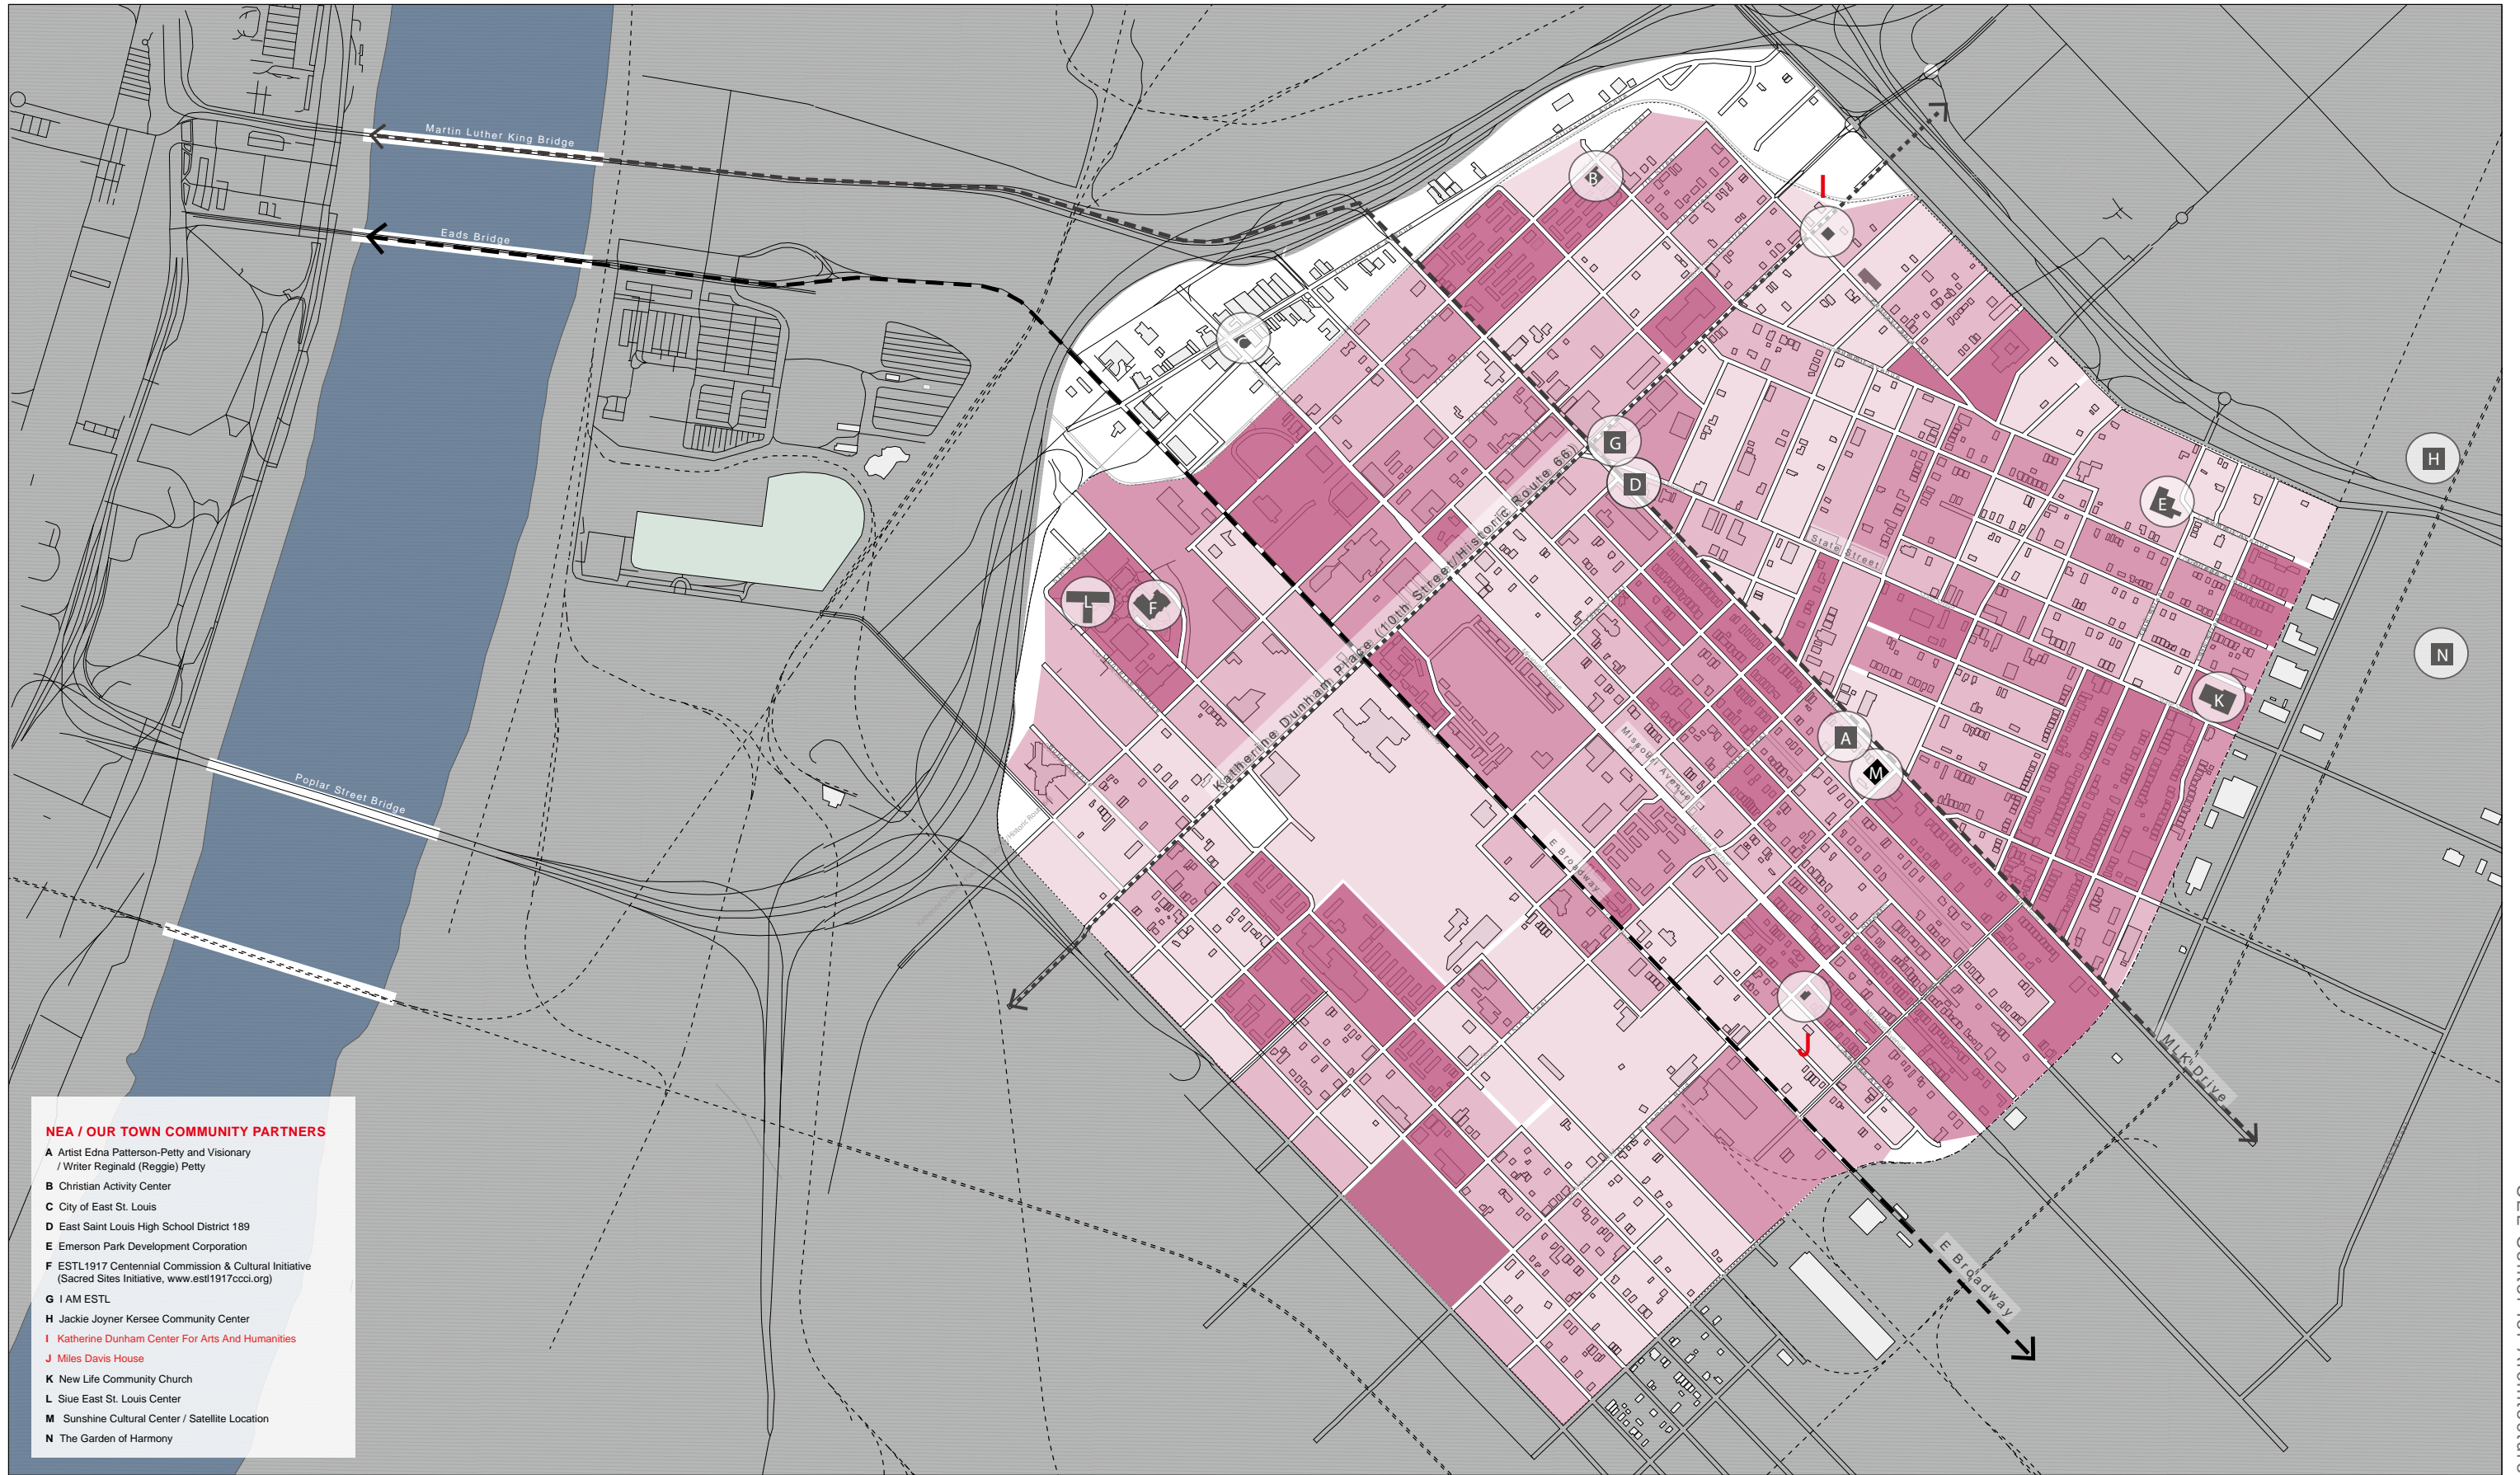 Martin Luther King Bridge
Eads Bridge
Poplar Street Bridge
B
I
C
G
D
H
E
L
F
N
K
A
M
J
State Street
Katherine Dunham Place (10th Street/Historic Route 66)
Missouri Avenue
E Broadway
MLK Drive
E Broadway
NEA / OUR TOWN COMMUNITY PARTNERS
A Artist Edna Patterson-Petty and Visionary
/ Writer Reginald (Reggie) Petty
B Christian Activity Center
C City of East St. Louis
D East Saint Louis High School District 189
E Emerson Park Development Corporation
F ESTL1917 Centennial Commission & Cultural Initiative
(Sacred Sites Initiative, www.estl1917ccci.org)
G I AM ESTL
H Jackie Joyner Kersee Community Center
I Katherine Dunham Center For Arts And Humanities
J Miles Davis House
K New Life Community Church
L Siue East St. Louis Center
M Sunshine Cultural Center / Satellite Location
N The Garden of Harmony